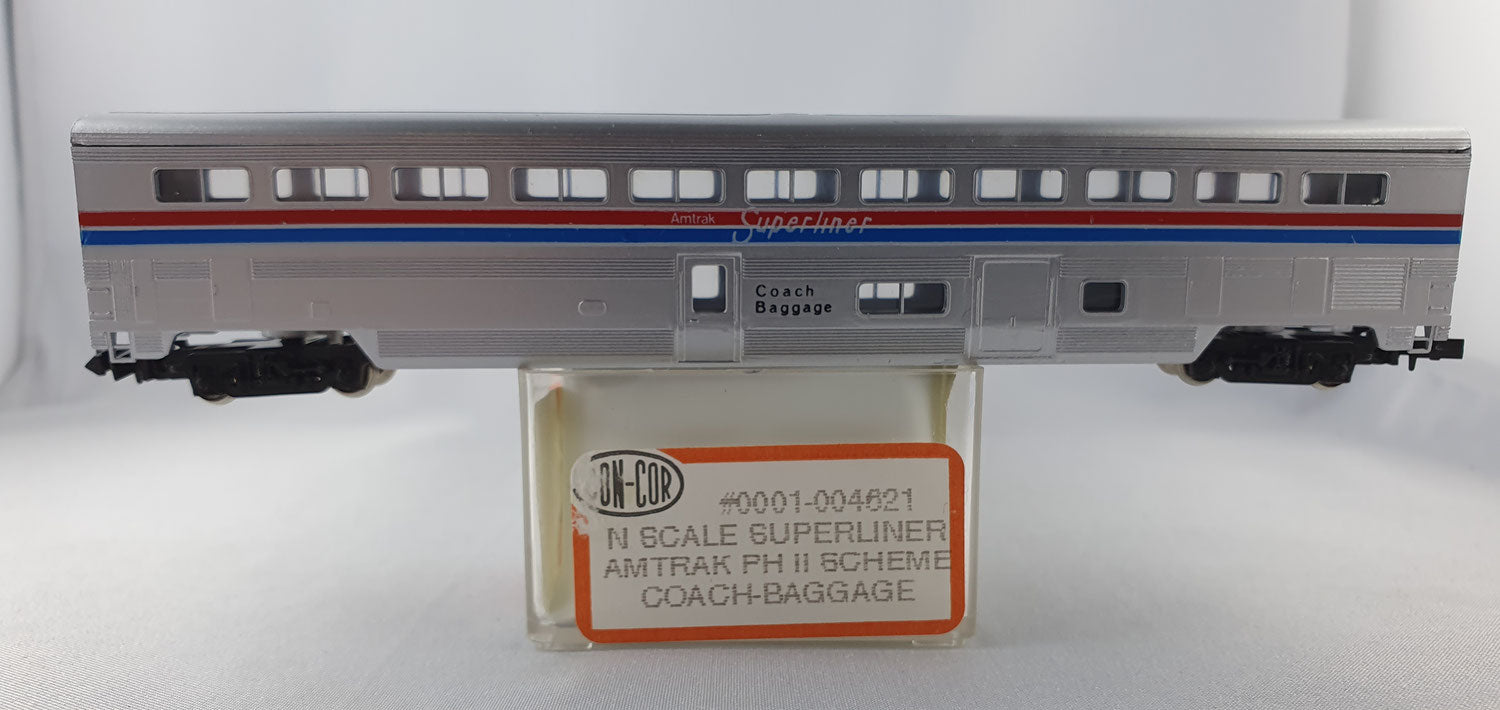 Amtrak Superliner
Coach
Baggage
CON-COR
#0001-004621
N SCALE SUPERLINER
AMTRAK PH II SCHEME
COACH-BAGGAGE